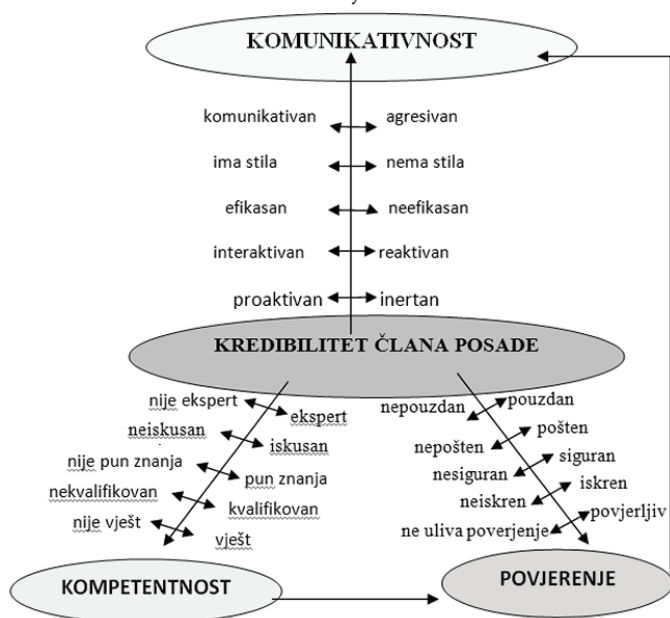 KOMUNIKATIVNOST
komunikativan agresivan
ima stila nema stila
efikasan neefikasan
interaktivan reaktivan
proaktivan inertan
KREDIBILITET ČLANA POSADE
nije ekspert ekspert
neiskusan iskusan
nije pun znanja pun znanja
nekvalifikovan kvalifikovan
nije vješt vješt
nepouzdan pouzdan
nepošten pošten
nesiguran siguran
neiskren iskren
ne uliva poverjenje povjerljiv
KOMPETENTNOST
POVJERENJE